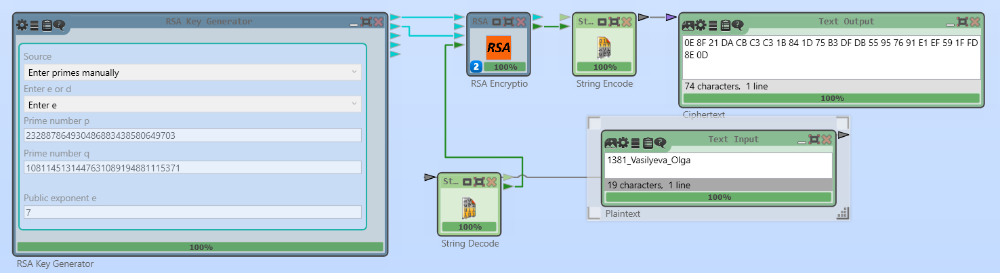 RSA Key Generator
Source
Enter primes manually
Enter e or d
Enter e
Prime number p
232887864930486883438580649703
Prime number q
1081145131447631089194881115371
Public exponent e
7
100%
RSA Key Generator
RSA
RSA
2
100%
RSA Encryptio
St...
100%
String Encode
Text Output
0E 8F 21 DA CB C3 C3 1B 84 1D 75 B3 DF DB 55 95 76 91 E1 EF 59 1F FD
8E 0D
74 characters, 1 line
100%
Ciphertext
Text Input
1381_Vasilyeva_Olga
19 characters, 1 line
100%
Plaintext
St...
100%
String Decode